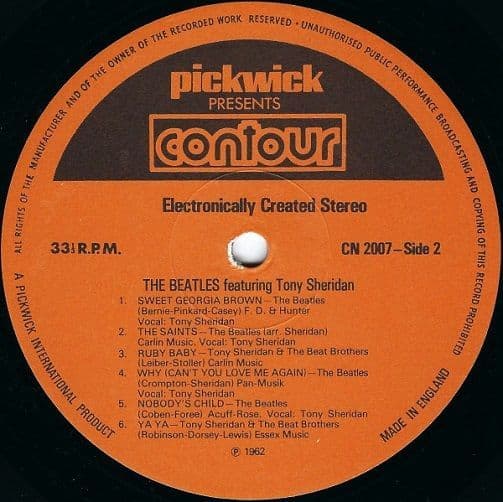 ALL RIGHTS OF THE MANUFACTURER AND OF THE OWNER OF THE RECORDED WORK RESERVED • UNAUTHORISED PUBLIC PERFORMANCE BROADCASTING AND COPYING OF THIS RECORD PROHIBITED
pickwick
PRESENTS
contour
Electronically Created Stereo
33⅓ R.P.M.
CN 2007–Side 2
THE BEATLES featuring Tony Sheridan
1. SWEET GEORGIA BROWN—The Beatles
(Bernie-Pinkard-Casey) F. D. & Hunter
Vocal: Tony Sheridan
2. THE SAINTS—The Beatles (arr. Sheridan)
Carlin Music. Vocal: Tony Sheridan
3. RUBY BABY—Tony Sheridan & The Beat Brothers
(Leiber-Stoller) Carlin Music
4. WHY (CAN'T YOU LOVE ME AGAIN)—The Beatles
(Crompton-Sheridan) Pan-Musik
Vocal: Tony Sheridan
5. NOBODY'S CHILD—The Beatles
(Coben-Foree) Acuff-Rose. Vocal: Tony Sheridan
6. YA YA—Tony Sheridan & The Beat Brothers
(Robinson-Dorsey-Lewis) Essex Music
℗ 1962
A PICKWICK INTERNATIONAL PRODUCT
MADE IN ENGLAND